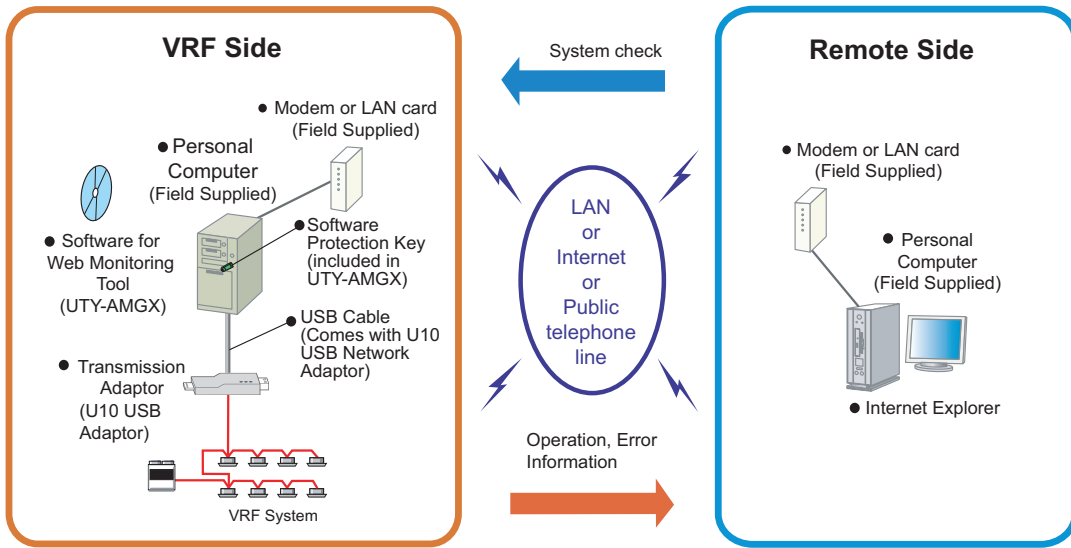 VRF Side
Modem or LAN card
(Field Supplied)
Personal
Computer
(Field Supplied)
Software for
Web Monitoring
Tool
(UTY-AMGX)
Software
Protection Key
(included in
UTY-AMGX)
USB Cable
(Comes with U10
USB Network
Adaptor)
Transmission
Adaptor
(U10 USB
Adaptor)
VRF System
System check
LAN
or
Internet
or
Public
telephone
line
Operation, Error
Information
Remote Side
Modem or LAN card
(Field Supplied)
Personal
Computer
(Field Supplied)
Internet Explorer